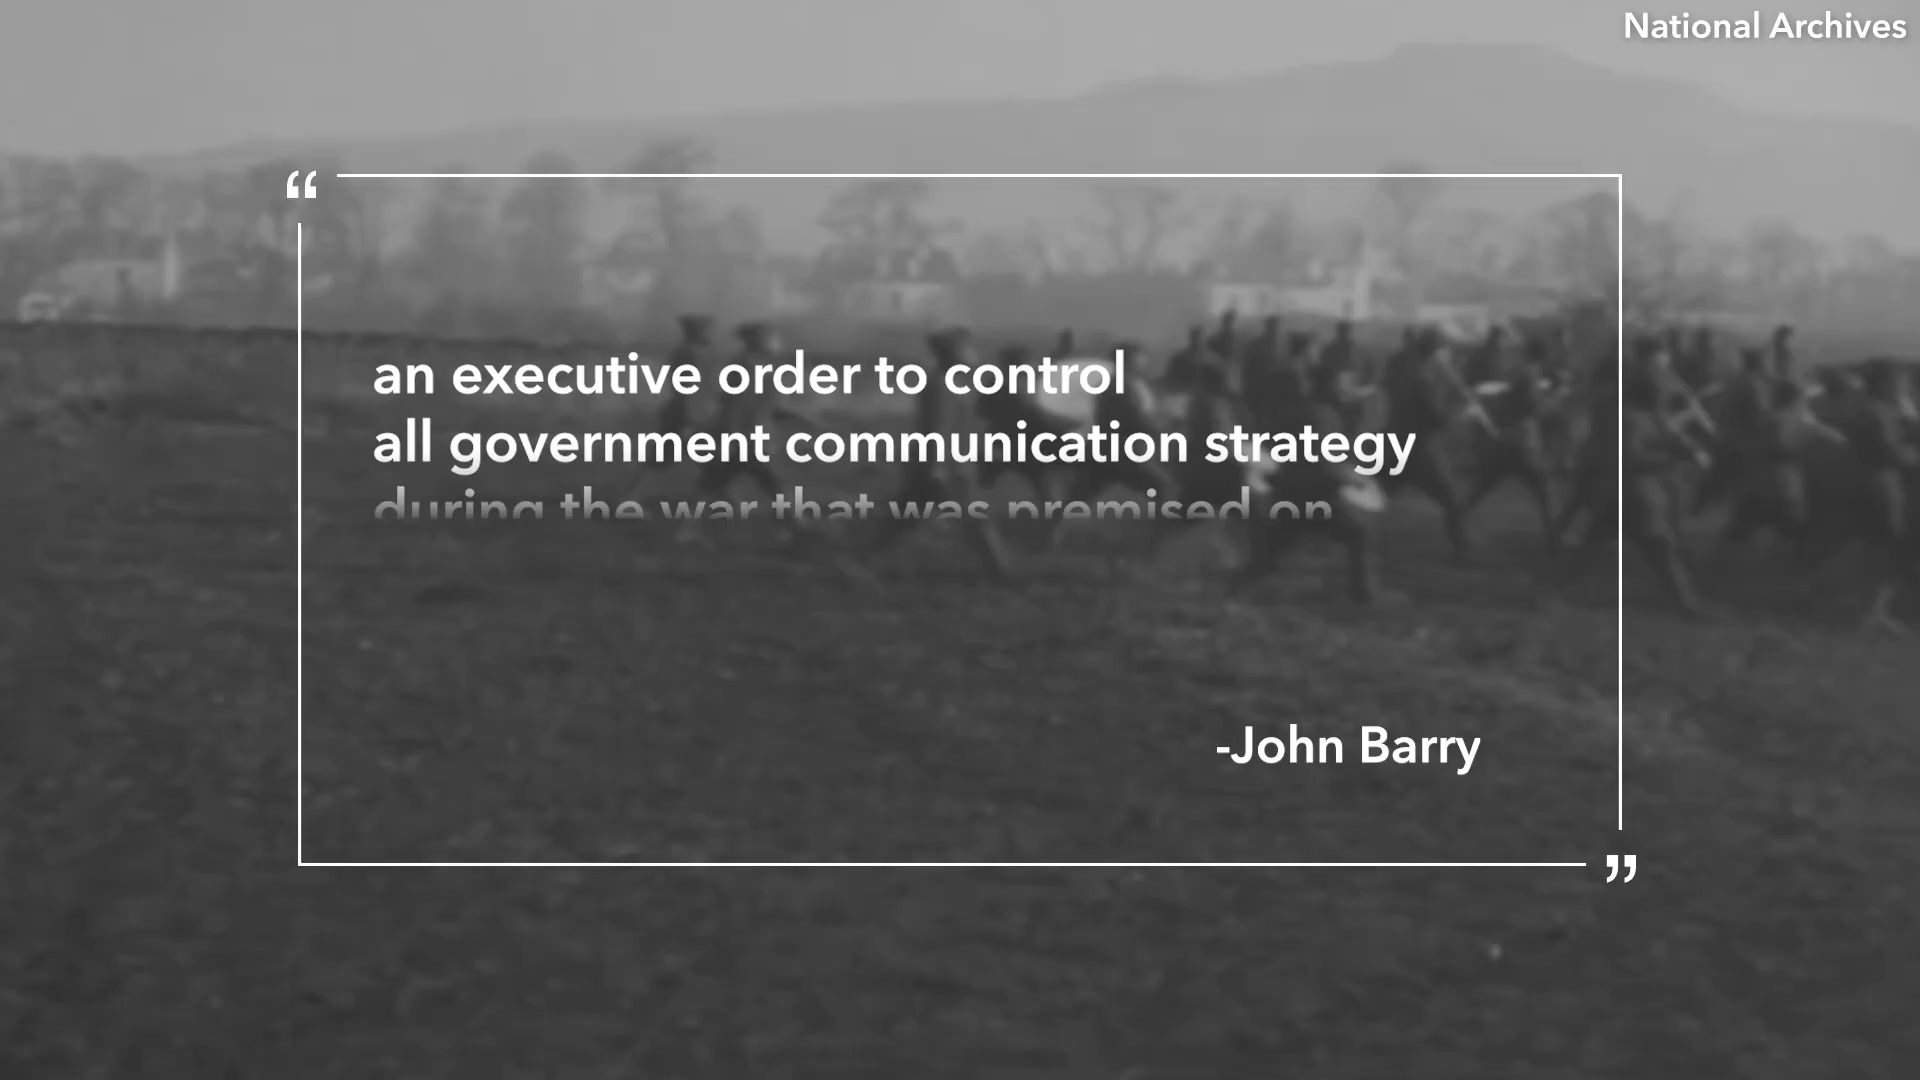 National Archives
“
an executive order to control
all government communication strategy
during the war that was premised on
-John Barry
”